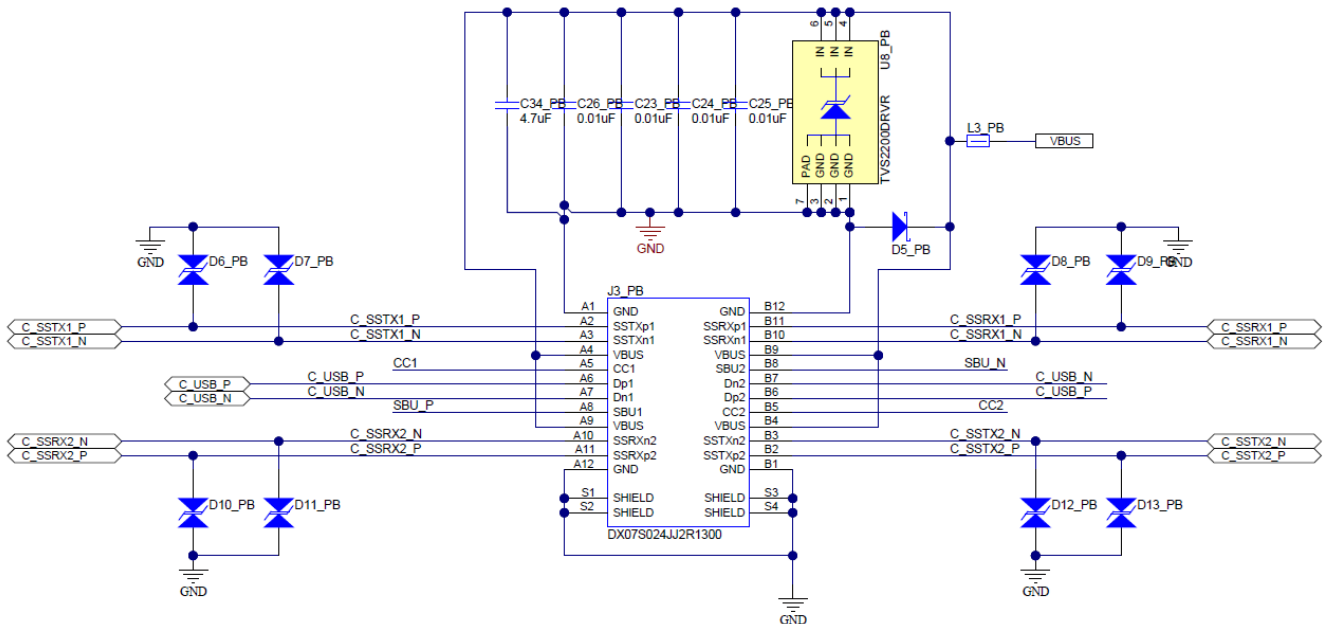 6 5 4
IN IN IN
U8_PB
C34_PB C26_PB C23_PB C24_PB C25_PB
4.7uF 0.01uF 0.01uF 0.01uF 0.01uF
TVS2200DRVR
L3_PB
VBUS
PAD GND GND GND
7 3 2 1
GND
D5_PB
GND D6_PB D7_PB
D8_PB D9_PB GND
J3_PB
A1 GND GND B12
C_SSTX1_P C_SSTX1_P A2 SSTXp1 SSRXp1 B11 C_SSRX1_P C_SSRX1_P
C_SSTX1_N C_SSTX1_N A3 SSTXn1 SSRXn1 B10 C_SSRX1_N C_SSRX1_N
A4 VBUS VBUS B9
CC1 A5 CC1 SBU2 B8 SBU_N
C_USB_P C_USB_P A6 Dp1 Dn2 B7 C_USB_N
C_USB_N C_USB_N A7 Dn1 Dp2 B6 C_USB_P
SBU_P A8 SBU1 CC2 B5 CC2
A9 VBUS VBUS B4
C_SSRX2_N C_SSRX2_N A10 SSRXn2 SSTXn2 B3 C_SSTX2_N C_SSTX2_N
C_SSRX2_P C_SSRX2_P A11 SSRXp2 SSTXp2 B2 C_SSTX2_P C_SSTX2_P
A12 GND GND B1
S1 SHIELD SHIELD S3
S2 SHIELD SHIELD S4
D10_PB D11_PB
D12_PB D13_PB
DX07S024JJ2R1300
GND
GND
GND